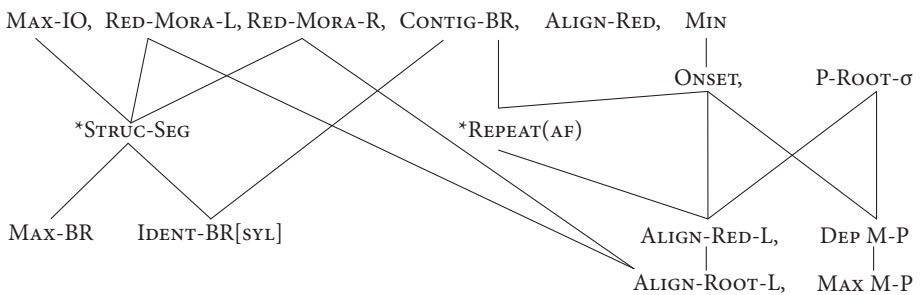 MAX-IO, RED-MORA-L, RED-MORA-R, CONTIG-BR, ALIGN-RED, MIN
ONSET, P-ROOT-σ
*STRUC-SEG *REPEAT(AF)
MAX-BR IDENT-BR[SYL] ALIGN-RED-L, DEP M-P
ALIGN-ROOT-L, MAX M-P